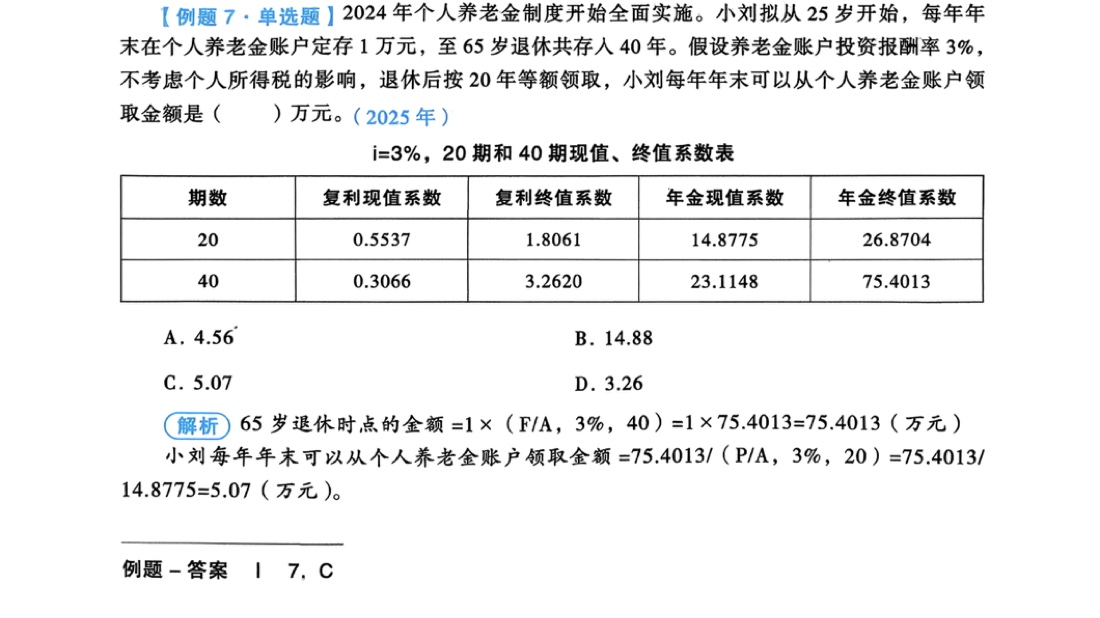 【例题7·单选题】2024年个人养老金制度开始全面实施。小刘拟从25岁开始，每年年
末在个人养老金账户定存1万元，至65岁退休共存入40年。假设养老金账户投资报酬率3%，
不考虑个人所得税的影响，退休后按20年等额领取，小刘每年年末可以从个人养老金账户领
取金额是（　　）万元。（2025年）
i=3%，20期和40期现值、终值系数表
期数 复利现值系数 复利终值系数 年金现值系数 年金终值系数
20 0.5537 1.8061 14.8775 26.8704
40 0.3066 3.2620 23.1148 75.4013
A. 4.56 B. 14.88
C. 5.07 D. 3.26
解析 65岁退休时点的金额=1×（F/A，3%，40）=1×75.4013=75.4013（万元）
小刘每年年末可以从个人养老金账户领取金额=75.4013/（P/A，3%，20）=75.4013/
14.8775=5.07（万元）。
例题-答案 | 7. C